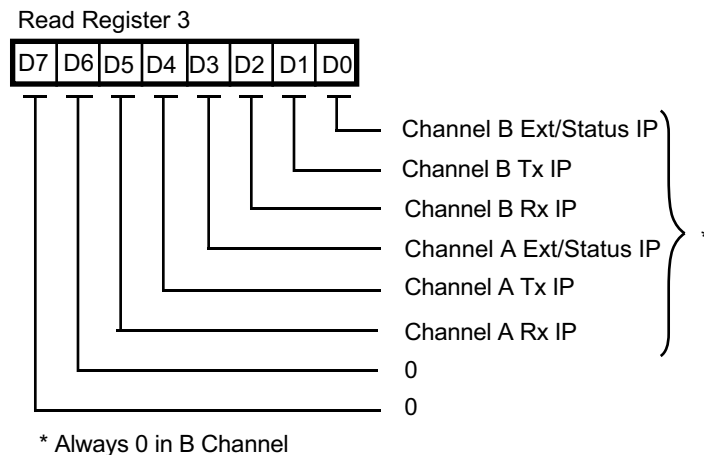 Read Register 3
D7 D6 D5 D4 D3 D2 D1 D0
Channel B Ext/Status IP
Channel B Tx IP
Channel B Rx IP
Channel A Ext/Status IP
*
Channel A Tx IP
Channel A Rx IP
0
0
* Always 0 in B Channel